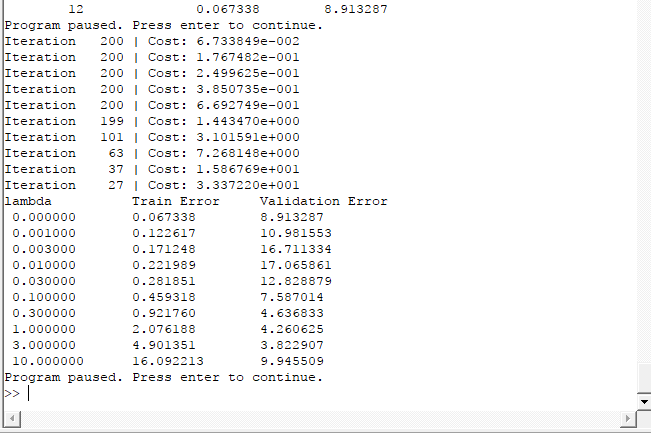 12 0.067338 8.913287
Program paused. Press enter to continue.
Iteration 200 | Cost: 6.733849e-002
Iteration 200 | Cost: 1.767482e-001
Iteration 200 | Cost: 2.499625e-001
Iteration 200 | Cost: 3.850735e-001
Iteration 200 | Cost: 6.692749e-001
Iteration 199 | Cost: 1.443470e+000
Iteration 101 | Cost: 3.101591e+000
Iteration 63 | Cost: 7.268148e+000
Iteration 37 | Cost: 1.586769e+001
Iteration 27 | Cost: 3.337220e+001
lambda Train Error Validation Error
0.000000 0.067338 8.913287
0.001000 0.122617 10.981553
0.003000 0.171248 16.711334
0.010000 0.221989 17.065861
0.030000 0.281851 12.828879
0.100000 0.459318 7.587014
0.300000 0.921760 4.636833
1.000000 2.076188 4.260625
3.000000 4.901351 3.822907
10.000000 16.092213 9.945509
Program paused. Press enter to continue.
>>